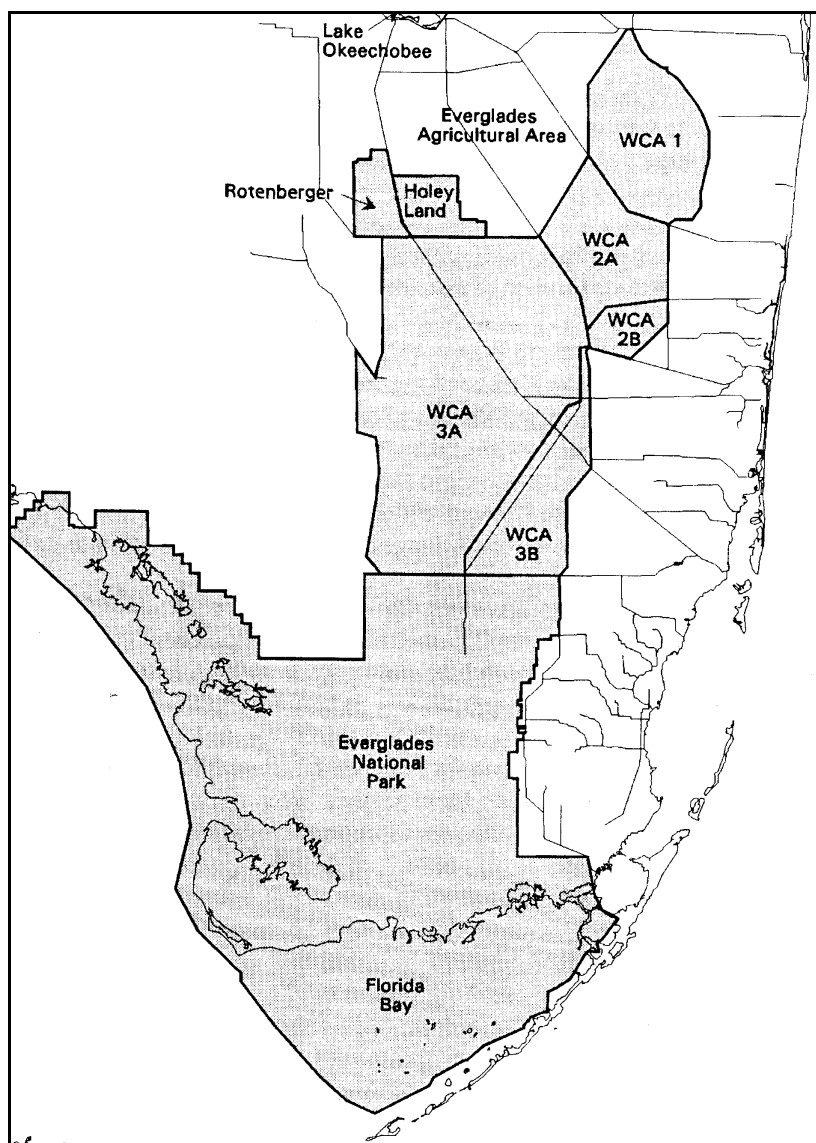 Lake
Okeechobee
Everglades
Agricultural Area
WCA 1
Rotenberger
Holey
Land
WCA
2A
WCA
2B
WCA
3A
WCA
3B
Everglades
National
Park
Florida
Bay